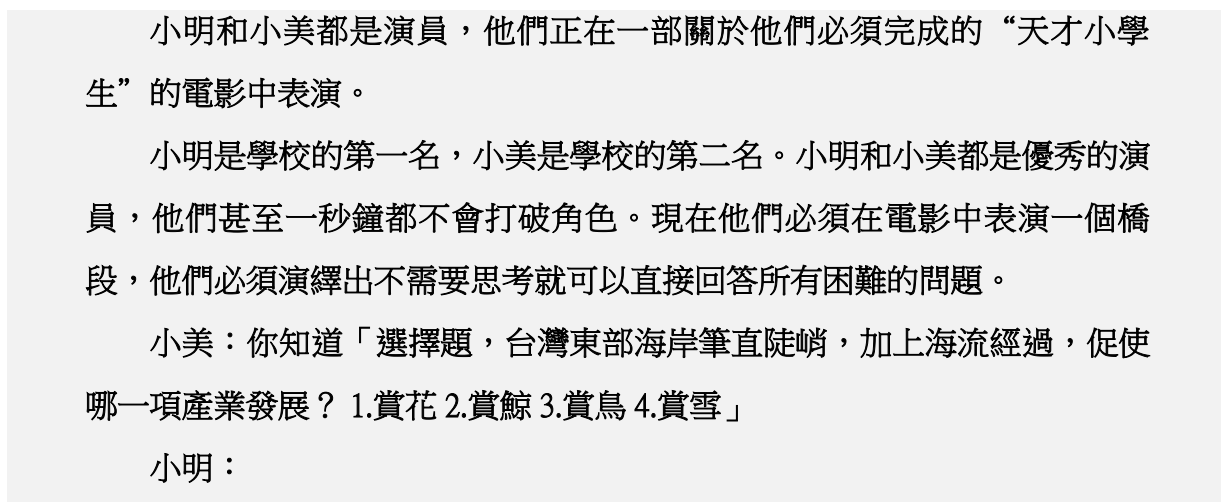 小明和小美都是演員，他們正在一部關於他們必須完成的“天才小學
生”的電影中表演。
小明是學校的第一名，小美是學校的第二名。小明和小美都是優秀的演
員，他們甚至一秒鐘都不會打破角色。現在他們必須在電影中表演一個橋
段，他們必須演繹出不需要思考就可以直接回答所有困難的問題。
小美：你知道「選擇題，台灣東部海岸筆直陡峭，加上海流經過，促使
哪一項產業發展？ 1.賞花 2.賞鯨 3.賞鳥 4.賞雪」
小明：